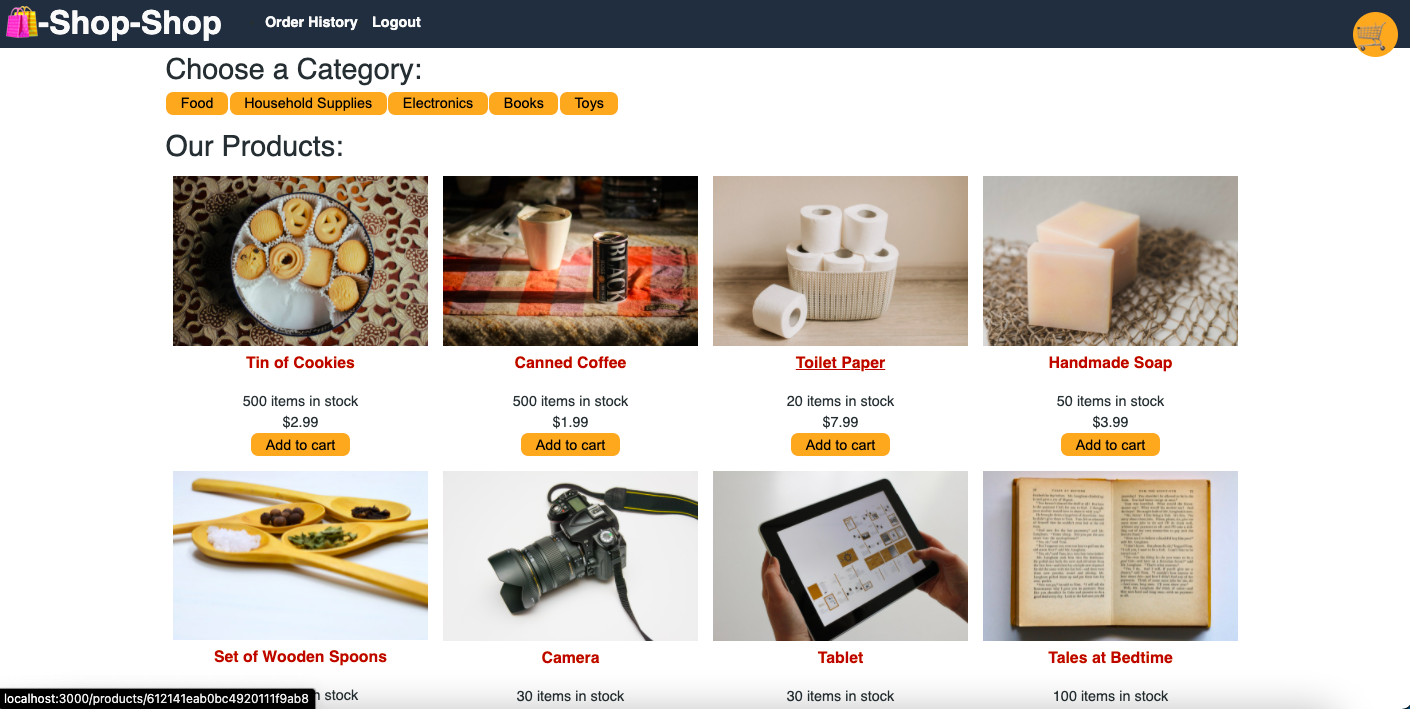 -Shop-Shop
Order History Logout
Choose a Category:
Food Household Supplies Electronics Books Toys
Our Products:
Tin of Cookies Canned Coffee Toilet Paper Handmade Soap
500 items in stock 500 items in stock 20 items in stock 50 items in stock
$2.99 $1.99 $7.99 $3.99
Add to cart Add to cart Add to cart Add to cart
Set of Wooden Spoons Camera Tablet Tales at Bedtime
stock 30 items in stock 30 items in stock 100 items in stock
localhost:3000/products/612141eab0bc4920111f9ab8